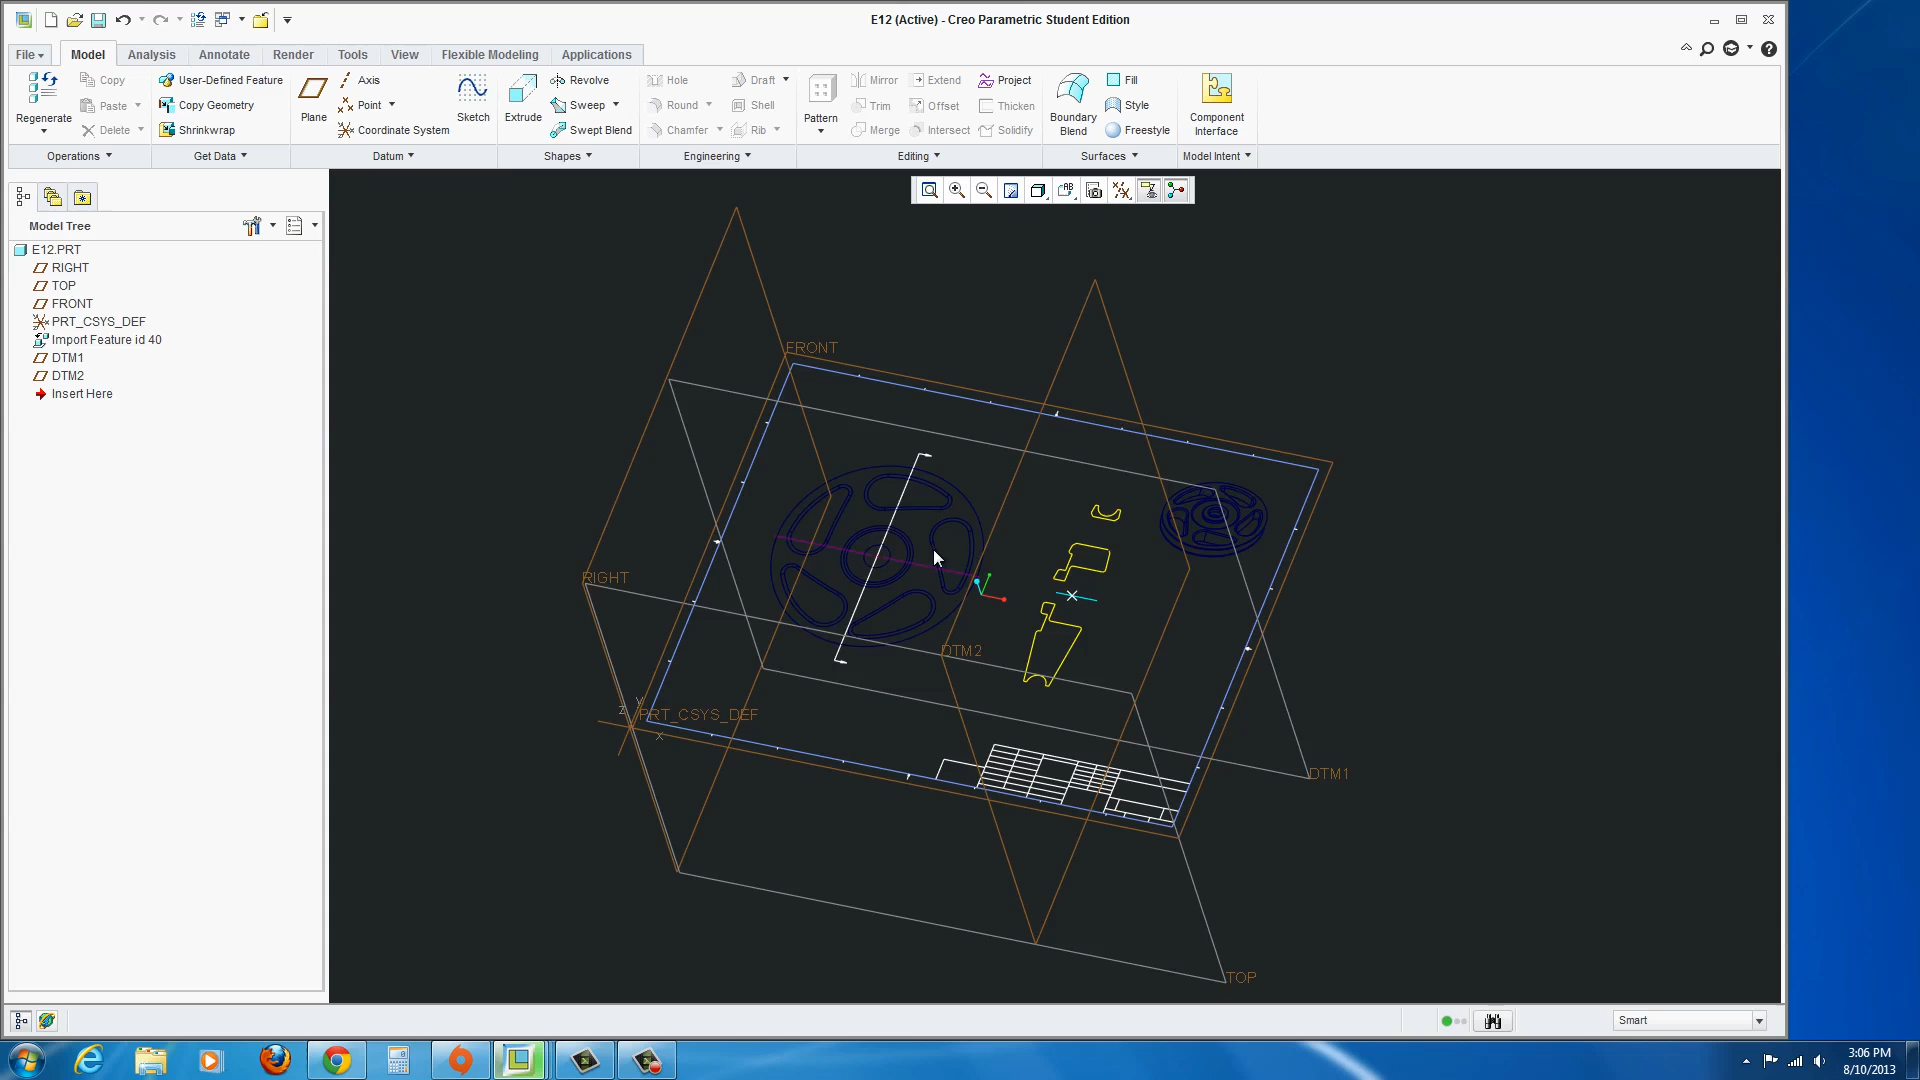 E12 (Active) - Creo Parametric Student Edition
File Model Analysis Annotate Render Tools View Flexible Modeling Applications
Regenerate
Copy
Paste
Delete
Operations
User-Defined Feature
Copy Geometry
Shrinkwrap
Get Data
Plane
Axis
Point
Coordinate System
Sketch
Datum
Extrude
Revolve
Sweep
Swept Blend
Shapes
Hole
Round
Chamfer
Draft
Shell
Rib
Engineering
Pattern
Mirror
Trim
Merge
Extend
Offset
Intersect
Project
Thicken
Solidify
Editing
Boundary
Blend
Fill
Style
Freestyle
Surfaces
Component
Interface
Model Intent
Model Tree
E12.PRT
RIGHT
TOP
FRONT
PRT_CSYS_DEF
Import Feature id 40
DTM1
DTM2
Insert Here
FRONT
RIGHT
DTM2
PRT_CSYS_DEF
X
Y
Z
DTM1
TOP
Smart
3:06 PM
8/10/2013